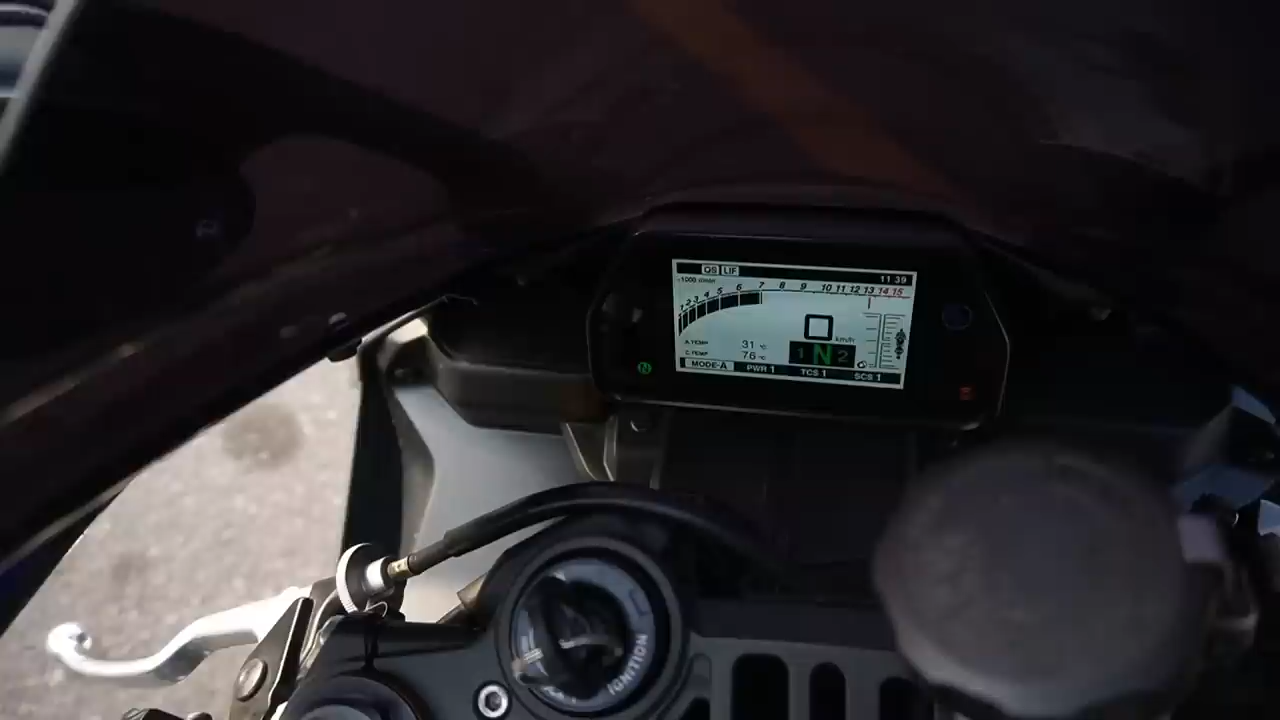 QS LIF 11:39
×1000 r/min
1 2 3 4 5 6 7 8 9 10 11 12 13 14 15
0
km/h
A.TEMP 31 ℃
C.TEMP 76 ℃
1 N 2
MODE-A PWR 1 TCS 1 SCS 1
N
IGNITION